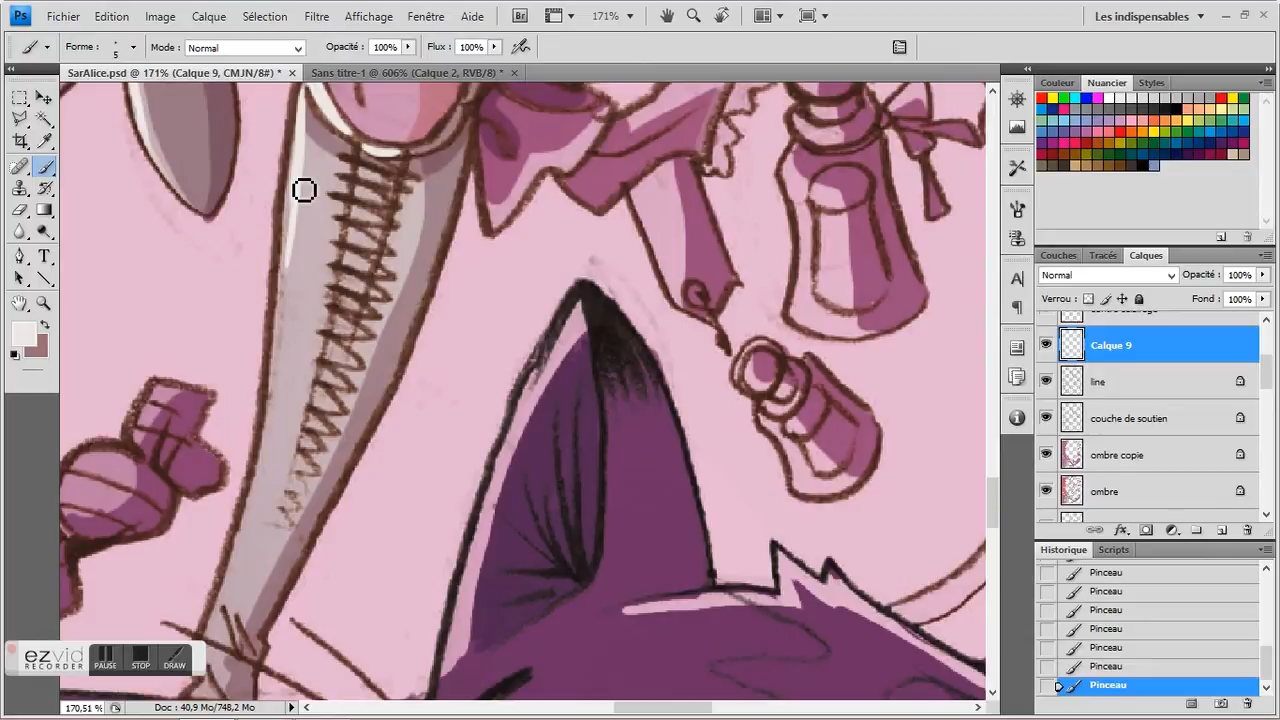 Ps Fichier Edition Image Calque Sélection Filtre Affichage Fenêtre Aide Br 171% Les indispensables
Forme : 5 Mode : Normal Opacité : 100% Flux : 100%
SarAlice.psd @ 171% (Calque 9, CMJN/8#) * × Sans titre-1 @ 606% (Calque 2, RVB/8) * ×
Couleur Nuancier Styles
Couches Tracés Calques
Normal Opacité : 100%
Verrou : Fond : 100%
Calque 9
line
couche de soutien
ombre copie
ombre
Historique Scripts
Pinceau
Pinceau
Pinceau
Pinceau
Pinceau
Pinceau
Pinceau
ezvid
RECORDER
PAUSE STOP DRAW
170,51 % Doc : 40,9 Mo/748,2 Mo